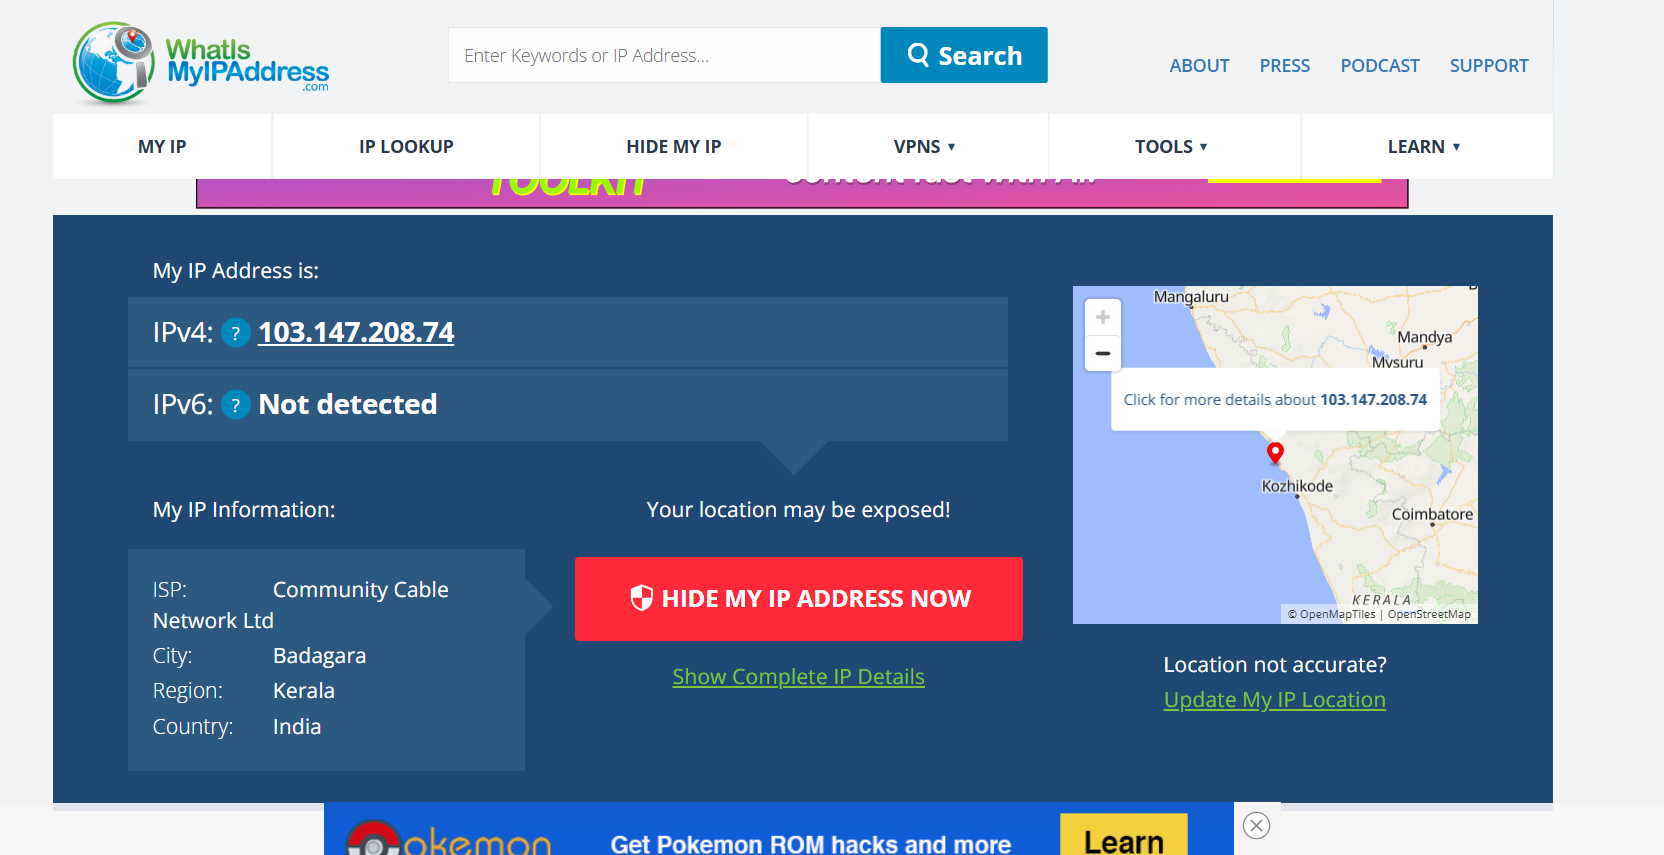 WhatIs
MyIPAddress
.com
Enter Keywords or IP Address...
Search
ABOUT PRESS PODCAST SUPPORT
MY IP IP LOOKUP HIDE MY IP VPNS ▾ TOOLS ▾ LEARN ▾
TOOLKIT
My IP Address is:
IPv4: ? 103.147.208.74
IPv6: ? Not detected
My IP Information:
ISP: Community Cable
Network Ltd
City: Badagara
Region: Kerala
Country: India
Your location may be exposed!
HIDE MY IP ADDRESS NOW
Show Complete IP Details
+
−
Mangaluru
Mandya
Mysuru
Click for more details about 103.147.208.74
Kozhikode
Coimbatore
KERALA
© OpenMapTiles | OpenStreetMap
Location not accurate?
Update My IP Location
okemon
Get Pokemon ROM hacks and more
Learn